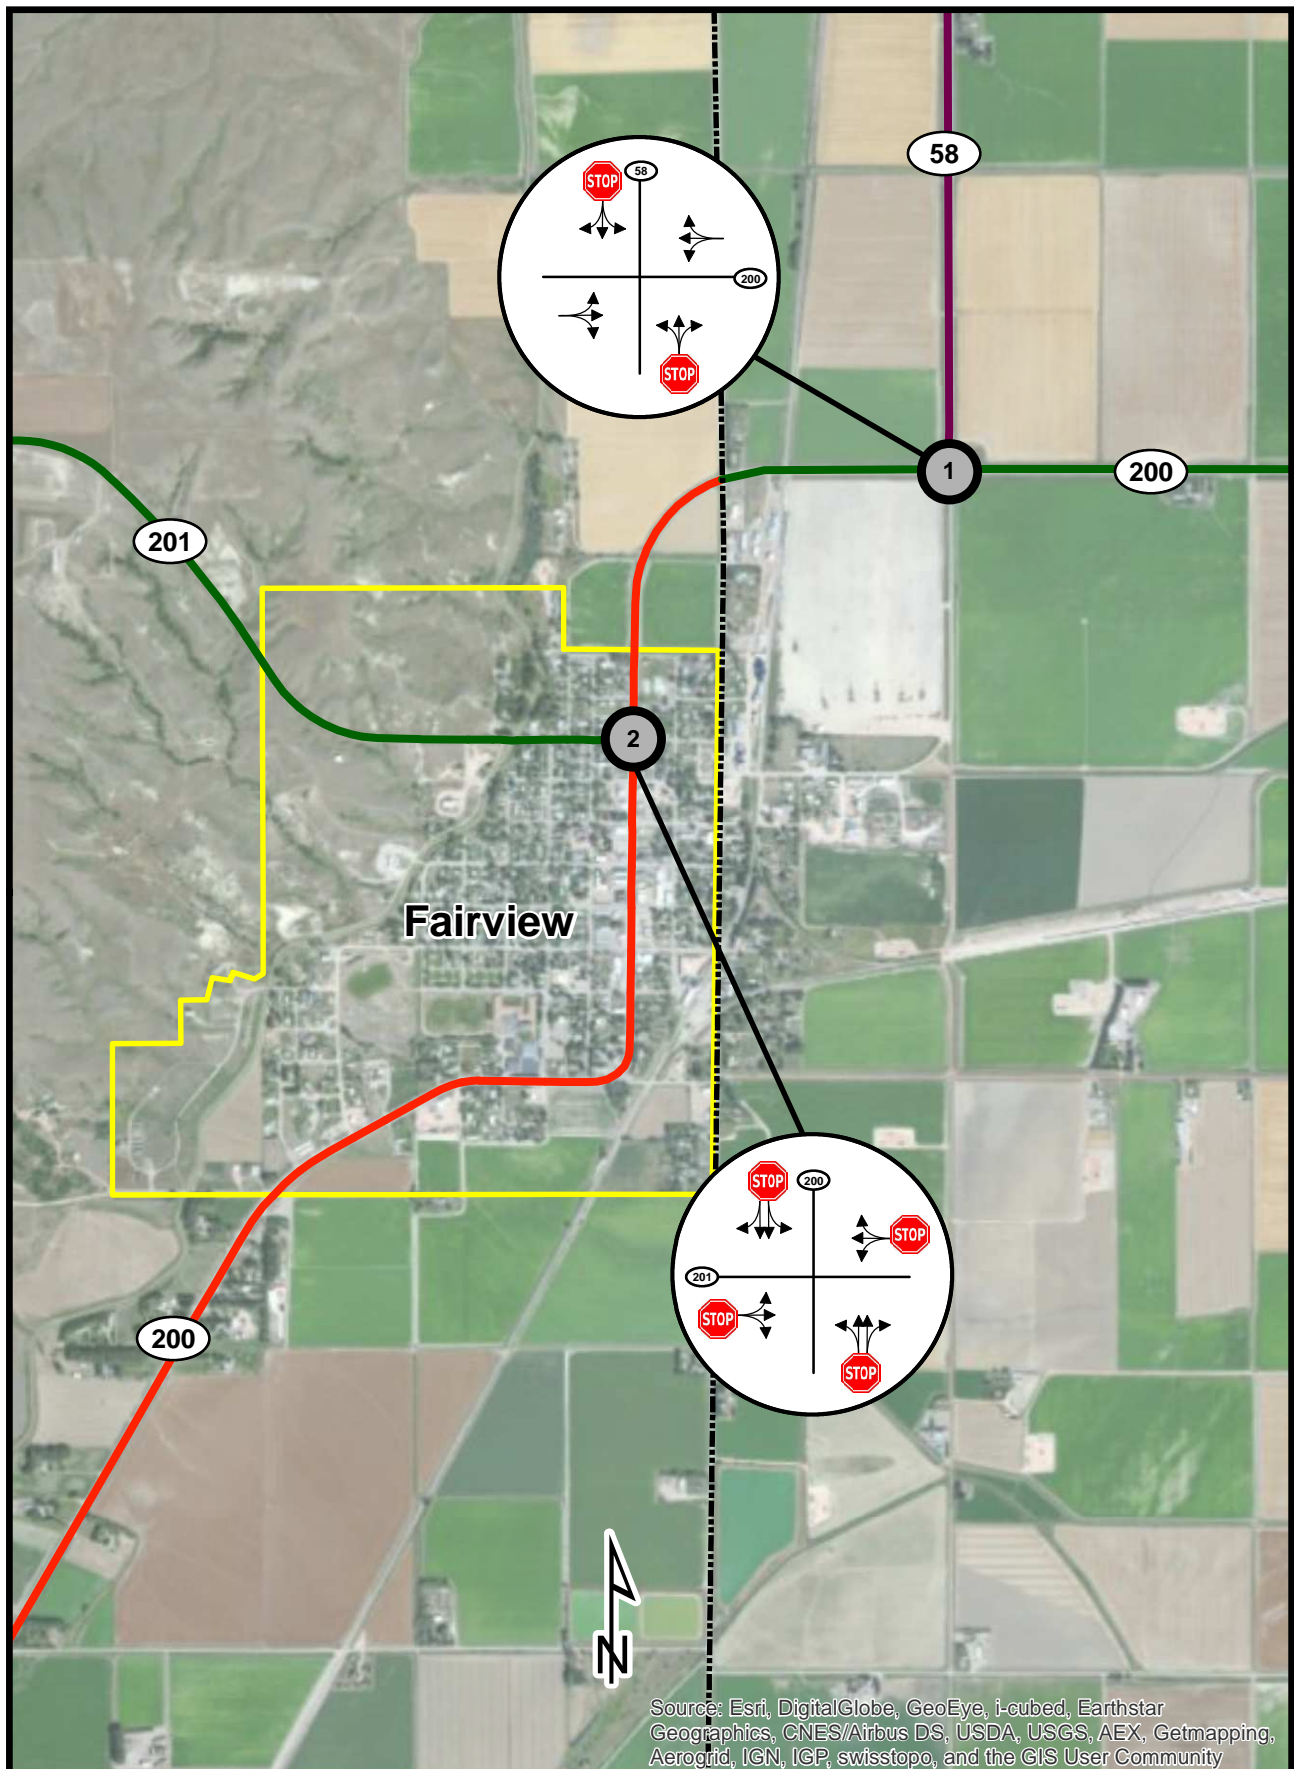 58
STOP
58
200
STOP
1
200
201
2
Fairview
STOP
200
STOP
201
STOP
STOP
200
N
Source: Esri, DigitalGlobe, GeoEye, i-cubed, Earthstar
Geographics, CNES/Airbus DS, USDA, USGS, AEX, Getmapping,
Aerogrid, IGN, IGP, swisstopo, and the GIS User Community